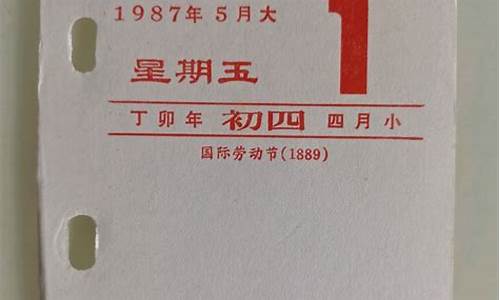 1987年5月大
1
星期五
丁卯年 初四 四月小
国际劳动节(1889)